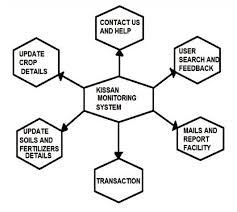 CONTACT US
AND HELP
UPDATE
CROP
DETAILS
USER
SEARCH AND
FEEDBACK
KISSAN
MONITORING
SYSTEM
UPDATE
SOILS AND
FERTILIZERS
DETAILS
MAILS AND
REPORT
FACILITY
TRANSACTION